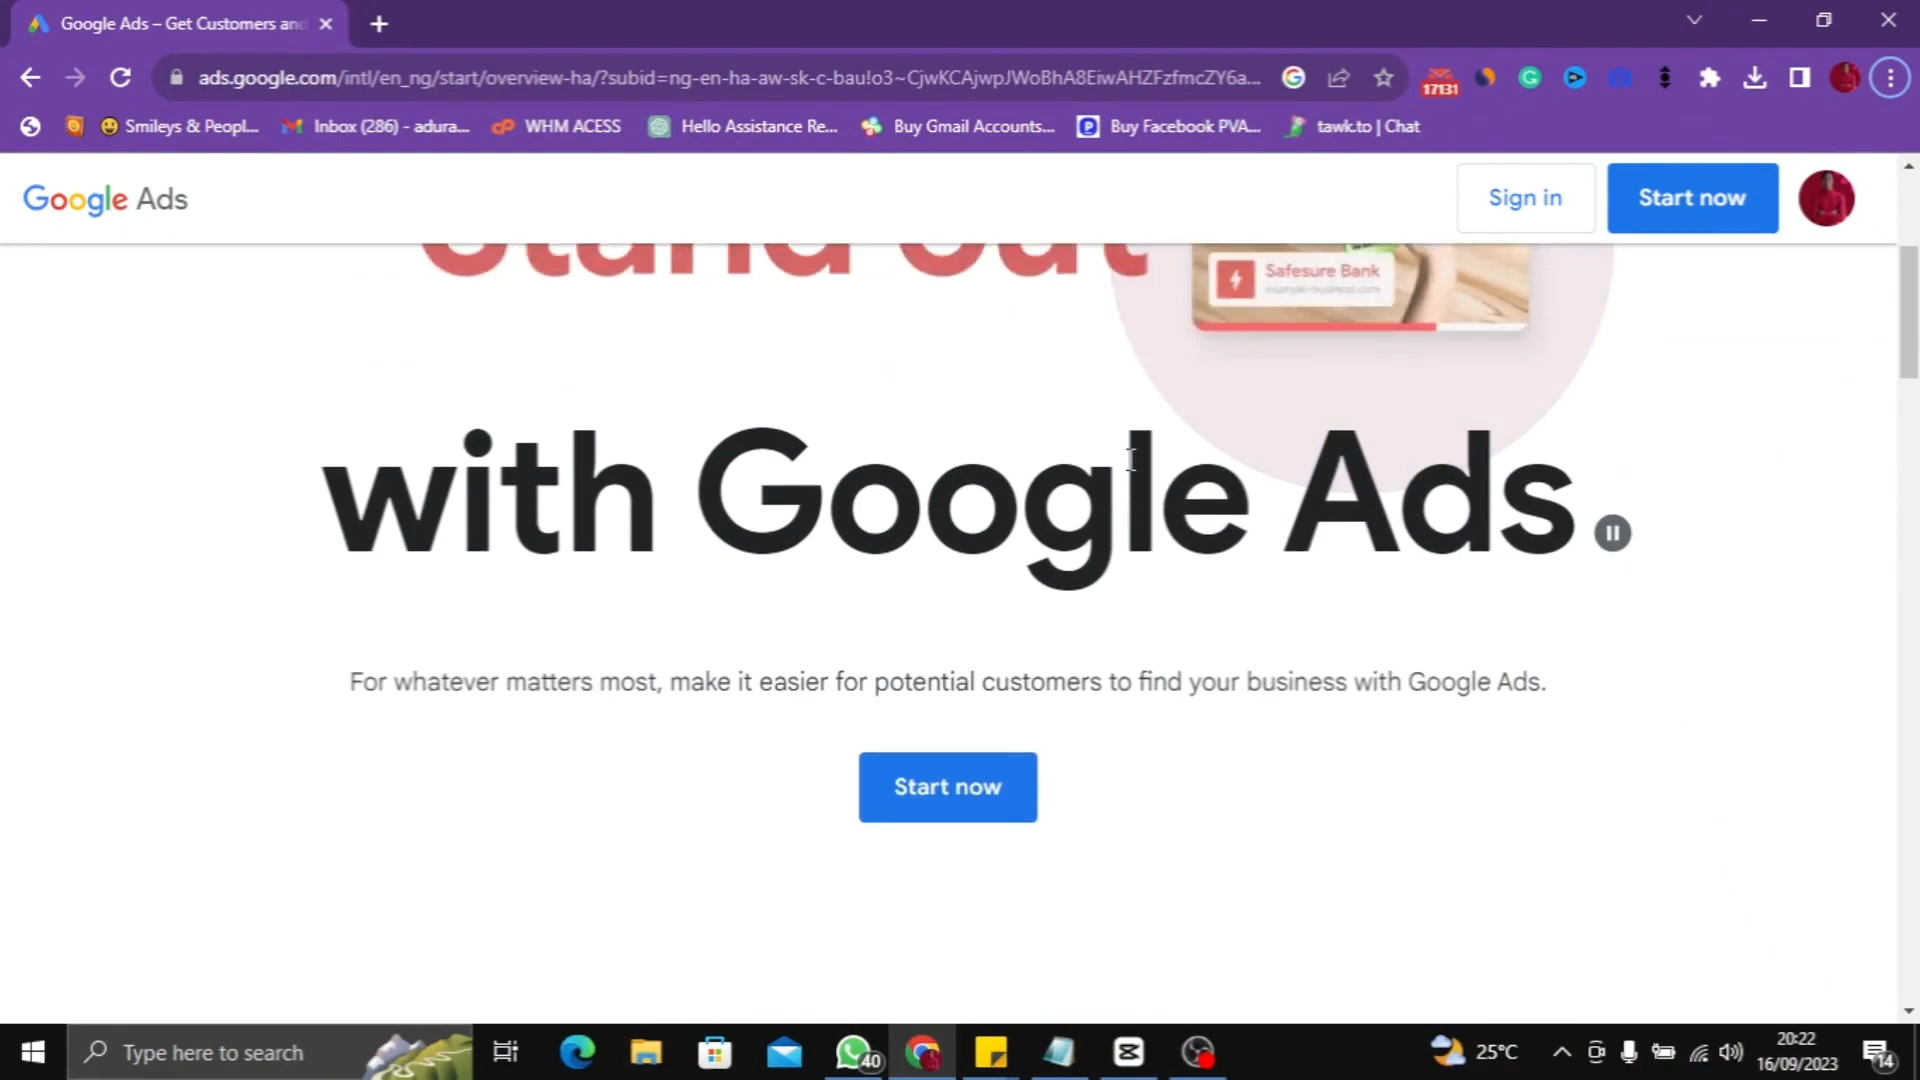 Google Ads – Get Customers and
ads.google.com/intl/en_ng/start/overview-ha/?subid=ng-en-ha-aw-sk-c-bau!o3~CjwKCAjwpJWoBhA8EiwAHZFzfmcZY6a...
17131
Smileys & Peopl...
Inbox (286) - adura...
WHM ACESS
Hello Assistance Re...
Buy Gmail Accounts...
Buy Facebook PVA...
tawk.to | Chat
Google Ads
Sign in
Start now
Stand out
Safesure Bank
with Google Ads.
For whatever matters most, make it easier for potential customers to find your business with Google Ads.
Start now
Type here to search
40
25°C
20:22
16/09/2023
14